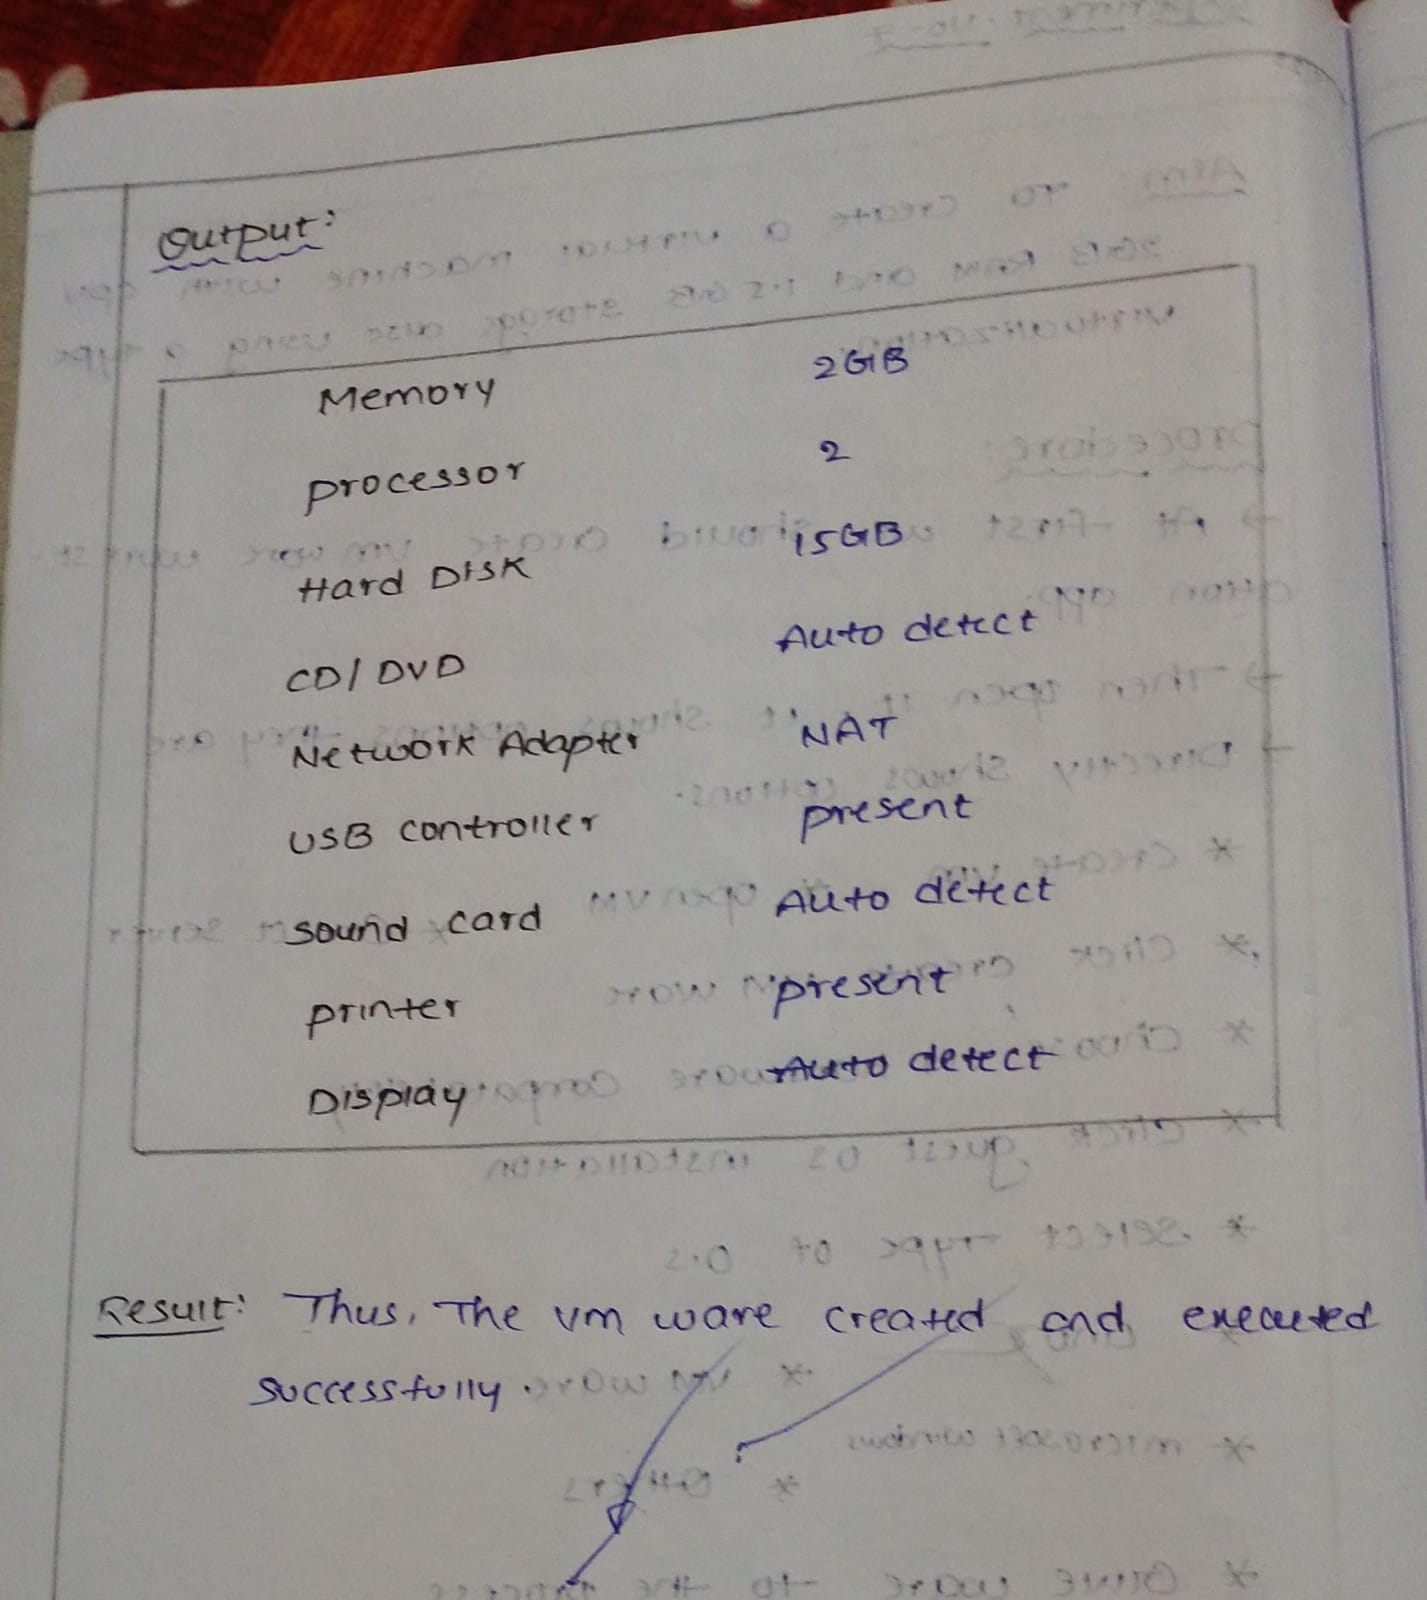 Output:
Memory 2GB
processor 2
Hard Disk 15GB
CD/DVD Auto detect
Network Adapter NAT
USB controller present
sound card Auto detect
printer present
Display Auto detect
Result: Thus, The vm ware created and executed
successfully.